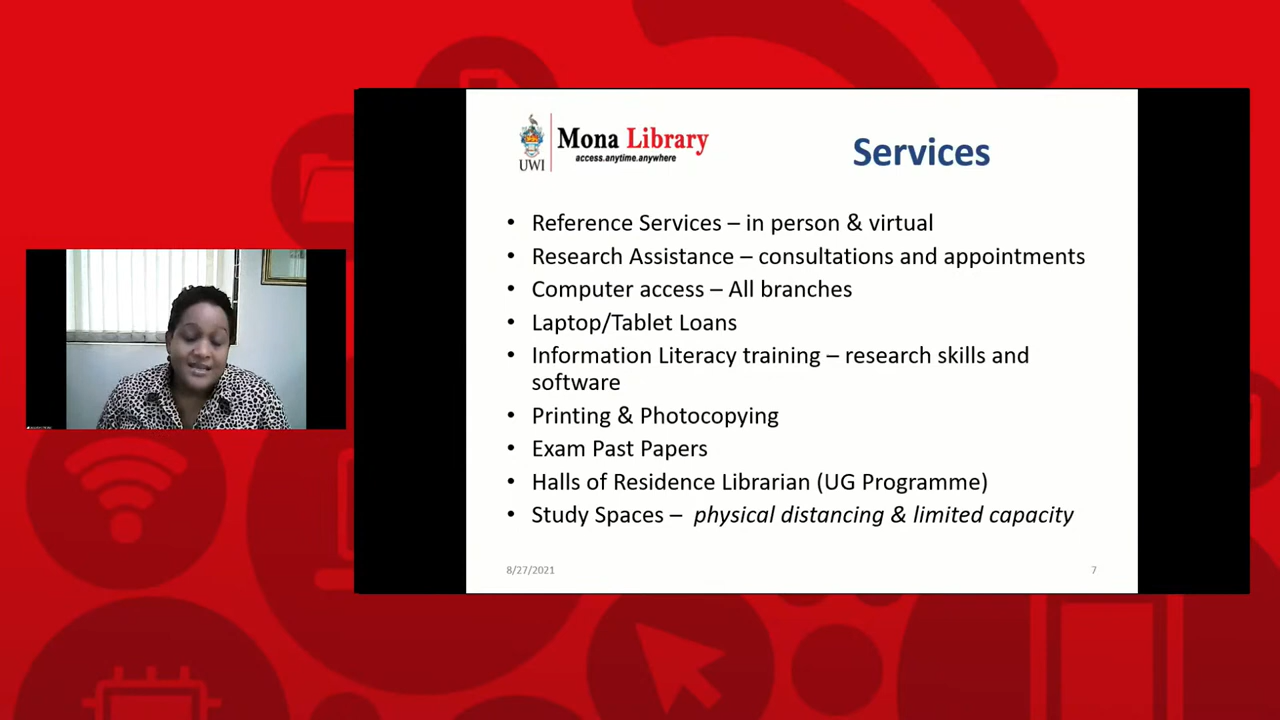 UWI
Mona Library
access.anytime.anywhere
Services
• Reference Services – in person & virtual
• Research Assistance – consultations and appointments
• Computer access – All branches
• Laptop/Tablet Loans
• Information Literacy training – research skills and
software
• Printing & Photocopying
• Exam Past Papers
• Halls of Residence Librarian (UG Programme)
• Study Spaces – physical distancing & limited capacity
8/27/2021
7